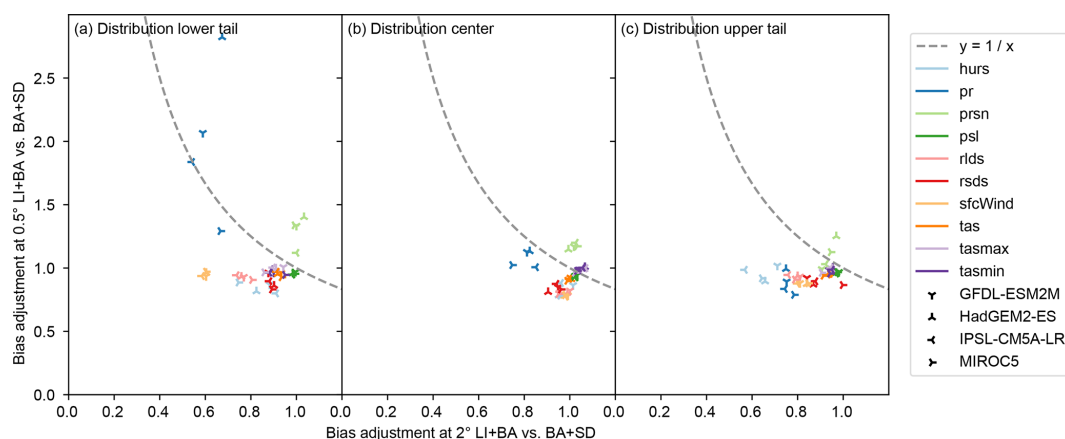 (a) Distribution lower tail
(b) Distribution center
(c) Distribution upper tail
Bias adjustment at 0.5° LI+BA vs. BA+SD
2.5
2.0
1.5
1.0
0.5
0.0
0.0 0.2 0.4 0.6 0.8 1.0 0.0 0.2 0.4 0.6 0.8 1.0 0.0 0.2 0.4 0.6 0.8 1.0
Bias adjustment at 2° LI+BA vs. BA+SD
y = 1 / x
hurs
pr
prsn
psl
rlds
rsds
sfcWind
tas
tasmax
tasmin
GFDL-ESM2M
HadGEM2-ES
IPSL-CM5A-LR
MIROC5